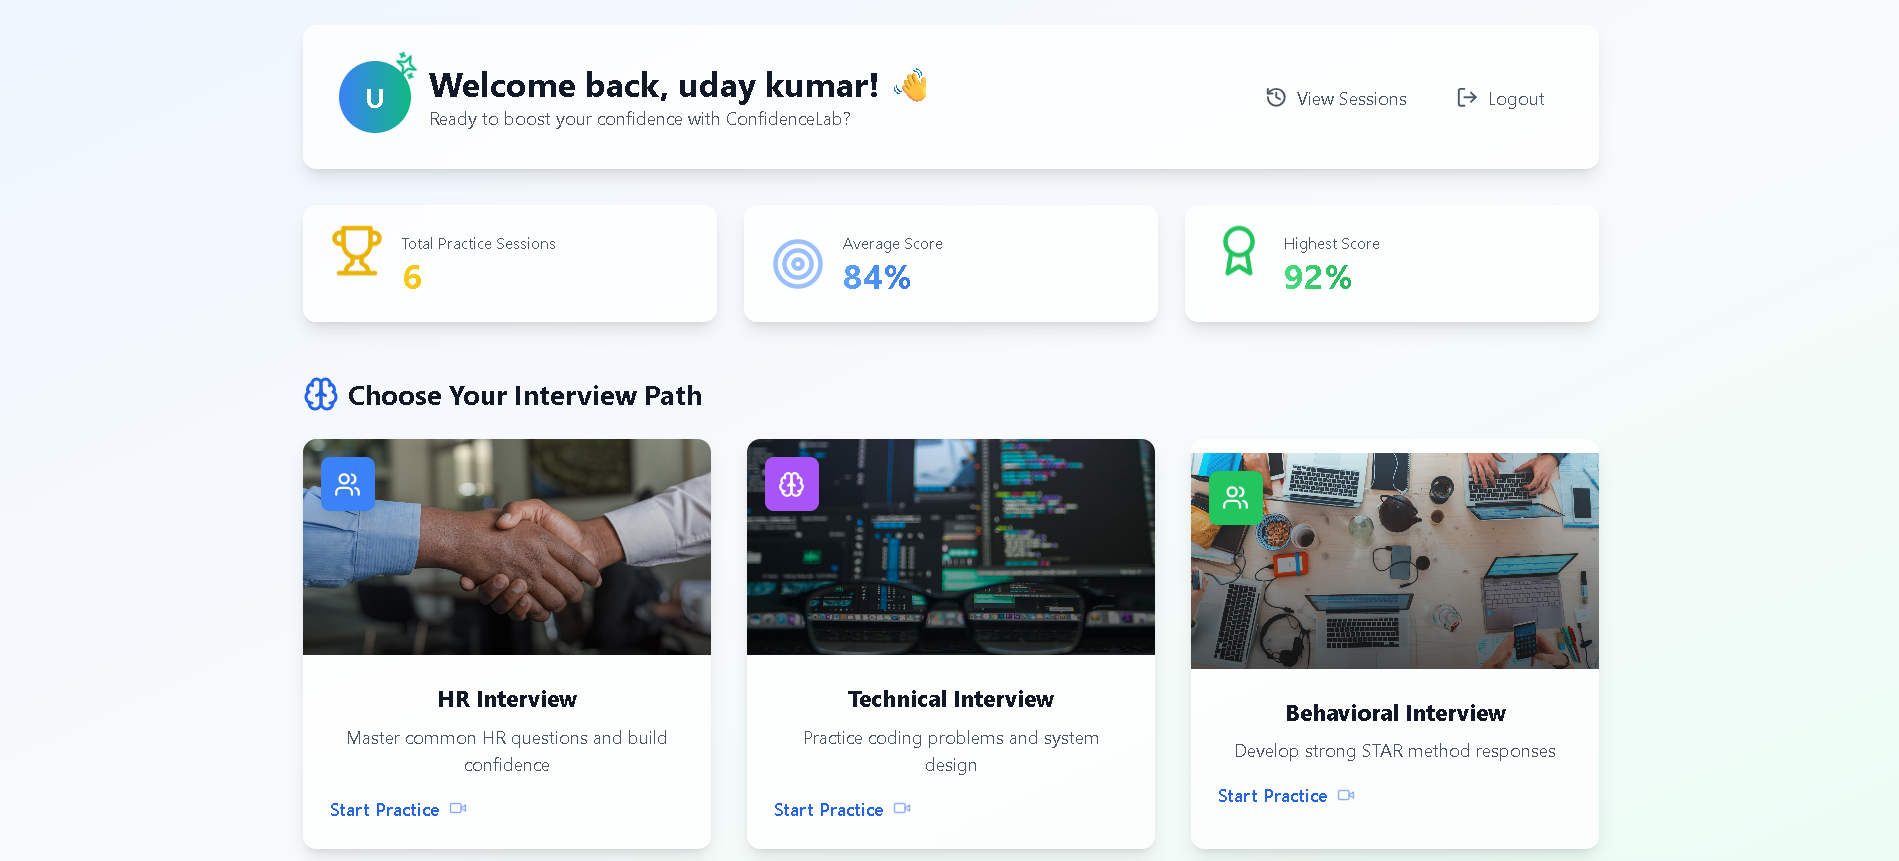 U
Welcome back, uday kumar! 👋
Ready to boost your confidence with ConfidenceLab?
View Sessions
Logout
Total Practice Sessions
6
Average Score
84%
Highest Score
92%
Choose Your Interview Path
HR Interview
Master common HR questions and build
confidence
Start Practice
Technical Interview
Practice coding problems and system
design
Start Practice
Behavioral Interview
Develop strong STAR method responses
Start Practice